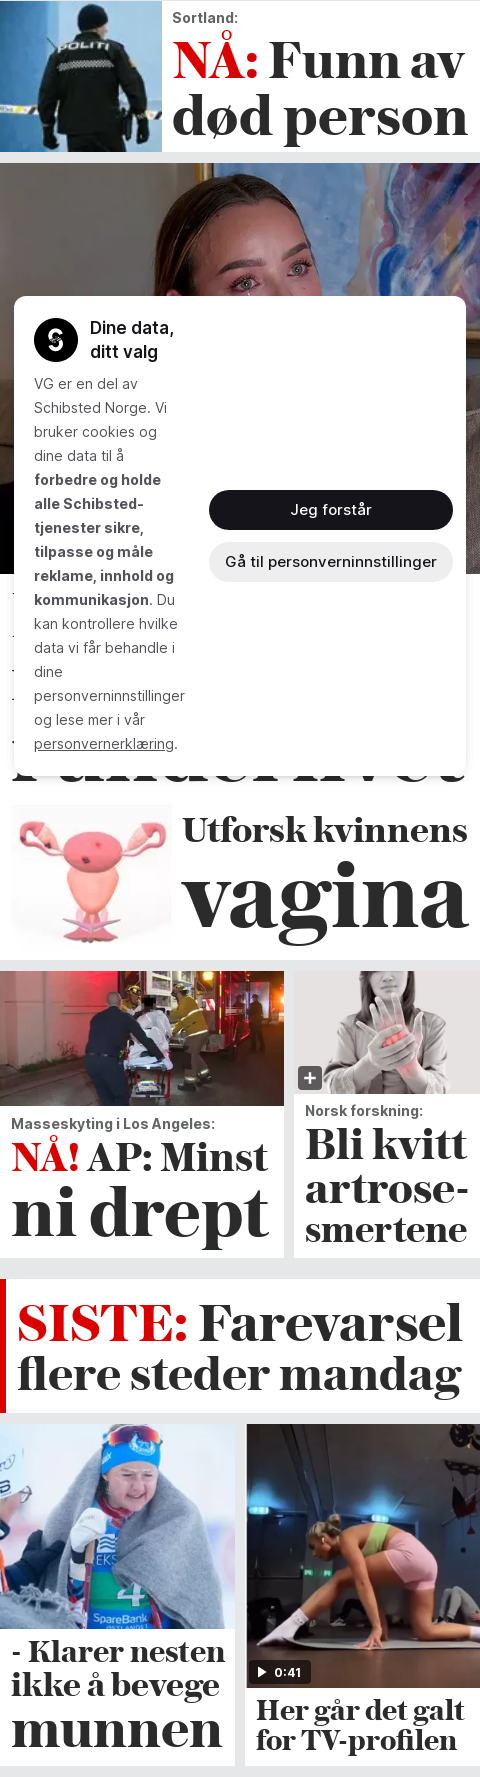 Sortland:
NÅ: Funn av
død person
POLITI
Dine data,
ditt valg
VG er en del av
Schibsted Norge. Vi
bruker cookies og
dine data til å
forbedre og holde
alle Schibsted-
tjenester sikre,
tilpasse og måle
reklame, innhold og
kommunikasjon. Du
kan kontrollere hvilke
data vi får behandle i
dine
personverninnstillinger
og lese mer i vår
personvernerklæring.
Jeg forstår
Gå til personverninnstillinger
Utforsk kvinnens
vagina
Masseskyting i Los Angeles:
NÅ! AP: Minst
ni drept
Norsk forskning:
Bli kvitt
artrose-
smertene
SISTE: Farevarsel
flere steder mandag
4
SpareBank
- Klarer nesten
ikke å bevege
munnen
0:41
Her går det galt
for TV-profilen